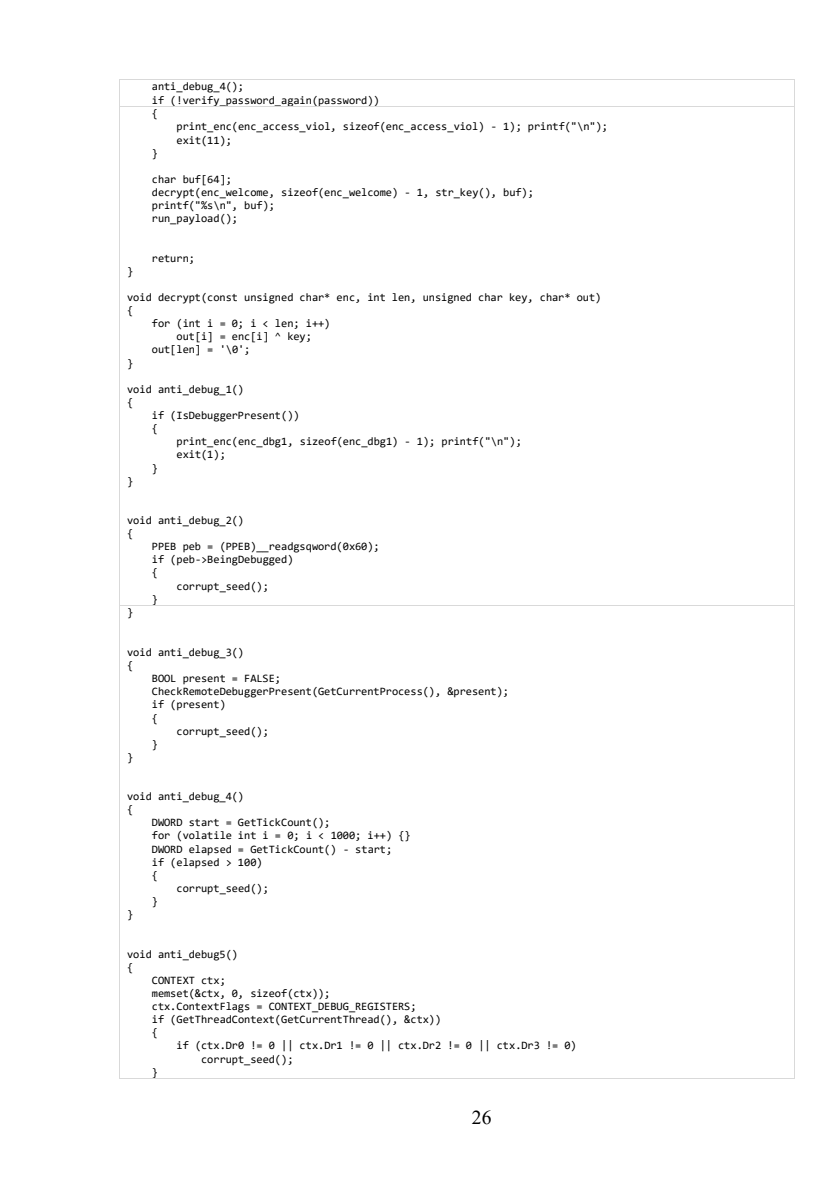 anti_debug_4();
    if (!verify_password_again(password))
    {
        print_enc(enc_access_viol, sizeof(enc_access_viol) - 1); printf("\n");
        exit(11);
    }

    char buf[64];
    decrypt(enc_welcome, sizeof(enc_welcome) - 1, str_key(), buf);
    printf("%s\n", buf);
    run_payload();


    return;
}

void decrypt(const unsigned char* enc, int len, unsigned char key, char* out)
{
    for (int i = 0; i < len; i++)
        out[i] = enc[i] ^ key;
    out[len] = '\0';
}

void anti_debug_1()
{
    if (IsDebuggerPresent())
    {
        print_enc(enc_dbg1, sizeof(enc_dbg1) - 1); printf("\n");
        exit(1);
    }
}


void anti_debug_2()
{
    PPEB peb = (PPEB)__readgsqword(0x60);
    if (peb->BeingDebugged)
    {
        corrupt_seed();
    }
}


void anti_debug_3()
{
    BOOL present = FALSE;
    CheckRemoteDebuggerPresent(GetCurrentProcess(), &present);
    if (present)
    {
        corrupt_seed();
    }
}


void anti_debug_4()
{
    DWORD start = GetTickCount();
    for (volatile int i = 0; i < 1000; i++) {}
    DWORD elapsed = GetTickCount() - start;
    if (elapsed > 100)
    {
        corrupt_seed();
    }
}


void anti_debug5()
{
    CONTEXT ctx;
    memset(&ctx, 0, sizeof(ctx));
    ctx.ContextFlags = CONTEXT_DEBUG_REGISTERS;
    if (GetThreadContext(GetCurrentThread(), &ctx))
    {
        if (ctx.Dr0 != 0 || ctx.Dr1 != 0 || ctx.Dr2 != 0 || ctx.Dr3 != 0)
            corrupt_seed();
    }
26